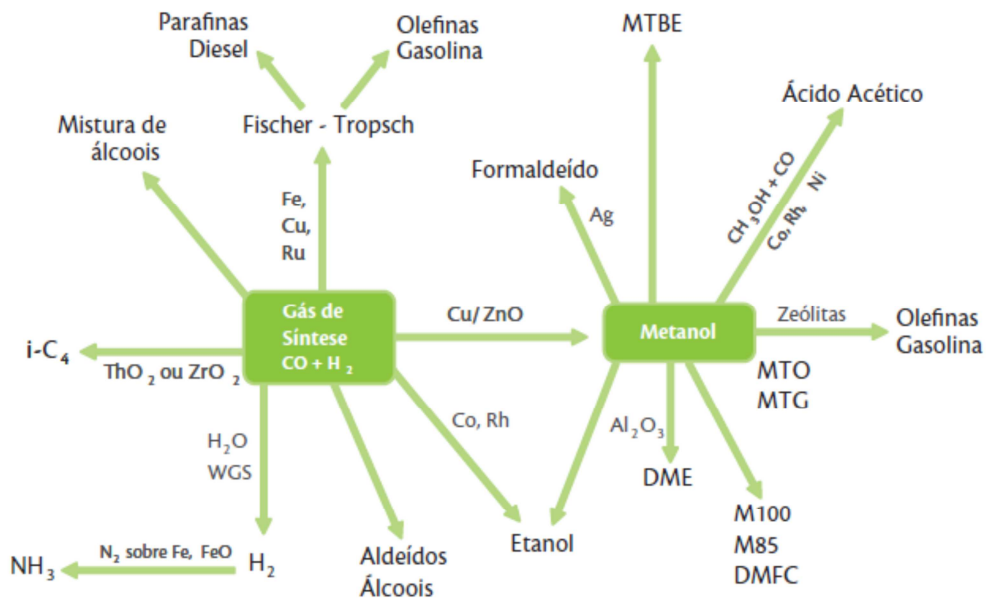 Parafinas
Diesel
Olefinas
Gasolina
MTBE
Ácido Acético
Mistura de
álcoois
Fischer - Tropsch
Formaldeído
CH₃OH + CO
Co, Rh, Ni
Fe,
Cu,
Ru
Ag
Gás de
Síntese
CO + H₂
Cu/ ZnO
Metanol
Zeólitas
Olefinas
Gasolina
i-C₄
ThO₂ ou ZrO₂
MTO
MTG
H₂O
WGS
Co, Rh
Al₂O₃
DME
M100
M85
DMFC
Etanol
Aldeídos
Álcoois
NH₃
N₂ sobre Fe, FeO
H₂